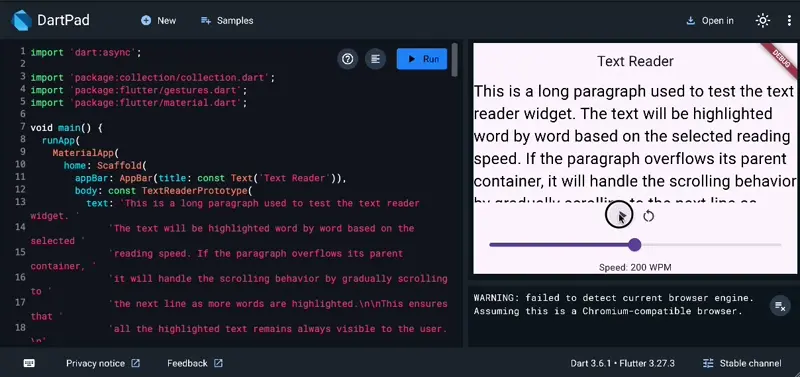 DartPad
New
Samples
Open in
1 import 'dart:async';
2
3 import 'package:collection/collection.dart';
4 import 'package:flutter/gestures.dart';
5 import 'package:flutter/material.dart';
6
7 void main() {
8 runApp(
9 MaterialApp(
10 home: Scaffold(
11 appBar: AppBar(title: const Text('Text Reader')),
12 body: const TextReaderPrototype(
13 text: 'This is a long paragraph used to test the text reader
widget. '
14 'The text will be highlighted word by word based on the
selected '
15 'reading speed. If the paragraph overflows its parent
container, '
16 'it will handle the scrolling behavior by gradually scrolling
to '
17 'the next line as more words are highlighted.\n\nThis ensures
that '
18 'all the highlighted text remains always visible to the user.
\n'
Run
Text Reader
DEBUG
This is a long paragraph used to test the text
reader widget. The text will be highlighted
word by word based on the selected reading
speed. If the paragraph overflows its parent
container, it will handle the scrolling behavior
by gradually scrolling to the next line as
Speed: 200 WPM
WARNING: failed to detect current browser engine.
Assuming this is a Chromium-compatible browser.
Privacy notice
Feedback
Dart 3.6.1 • Flutter 3.27.3
Stable channel